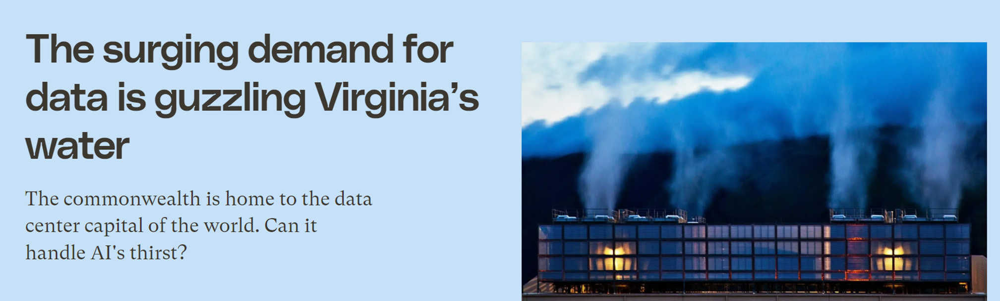 The surging demand for
data is guzzling Virginia’s
water
The commonwealth is home to the data
center capital of the world. Can it
handle AI's thirst?